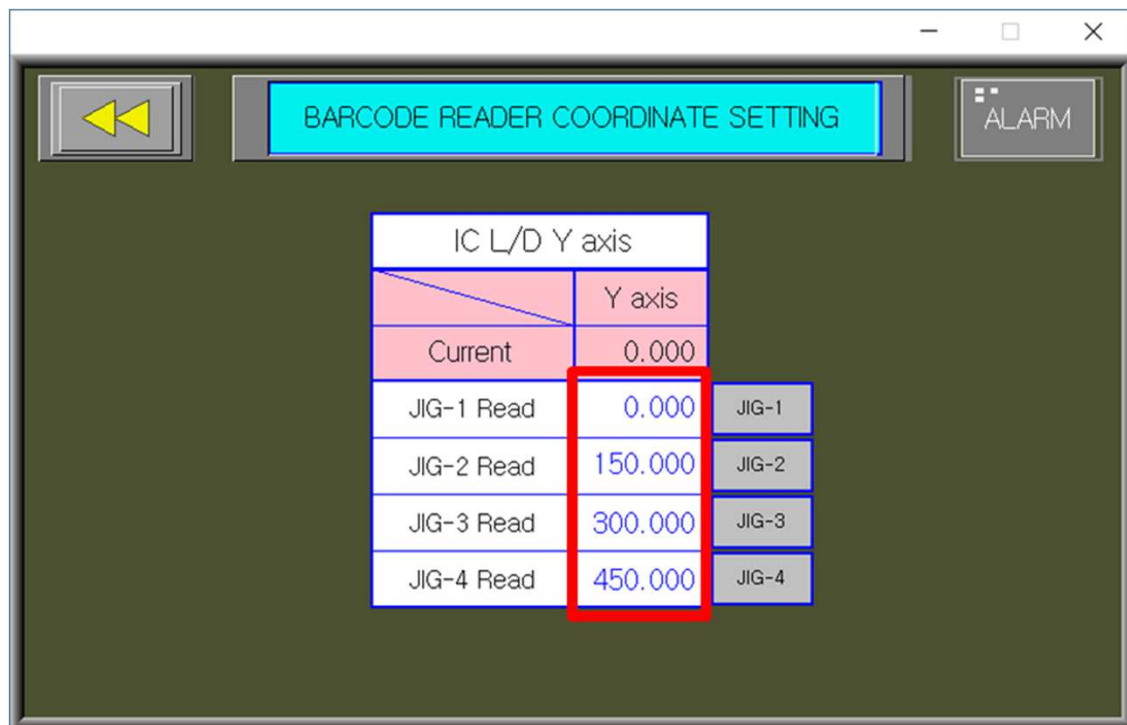 BARCODE READER COORDINATE SETTING
ALARM
IC L/D Y axis
Y axis
Current 0.000
JIG-1 Read 0.000 JIG-1
JIG-2 Read 150.000 JIG-2
JIG-3 Read 300.000 JIG-3
JIG-4 Read 450.000 JIG-4